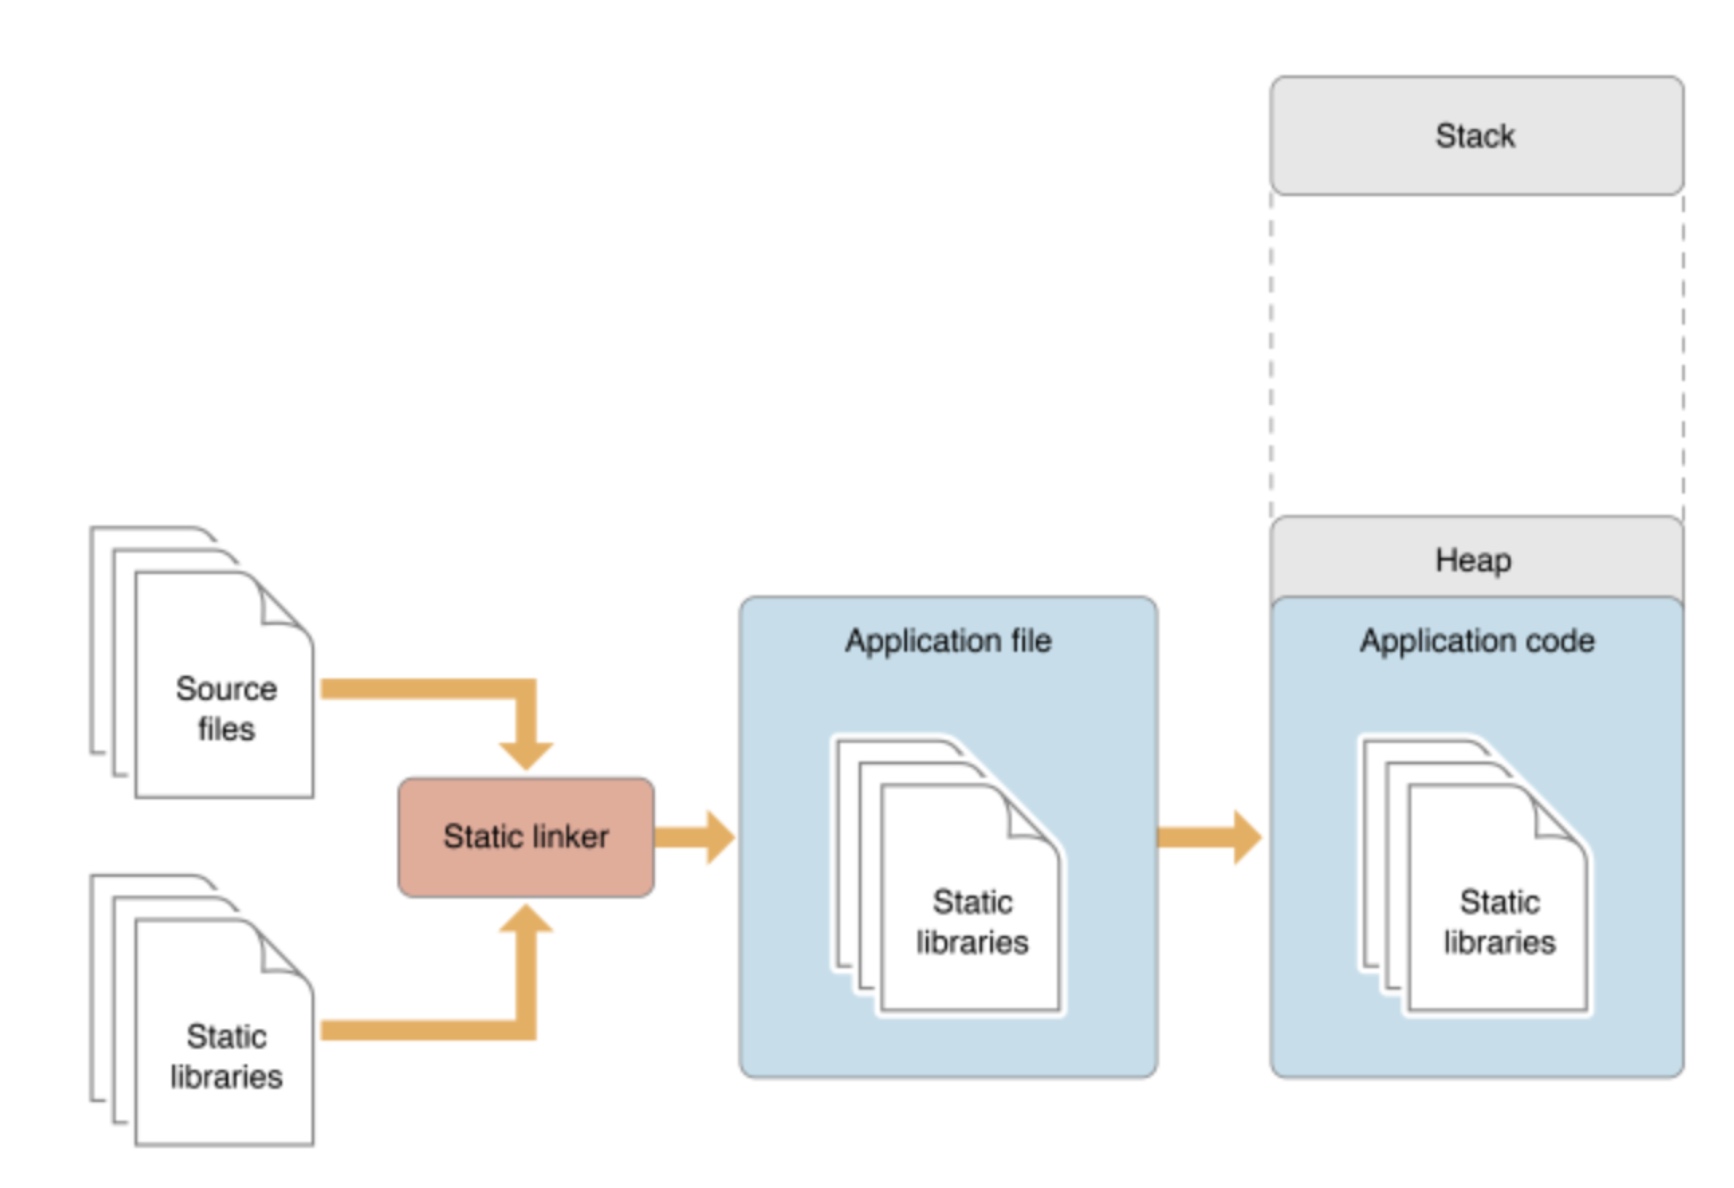 Stack
Heap
Application file
Application code
Source
files
Static linker
Static
libraries
Static
libraries
Static
libraries